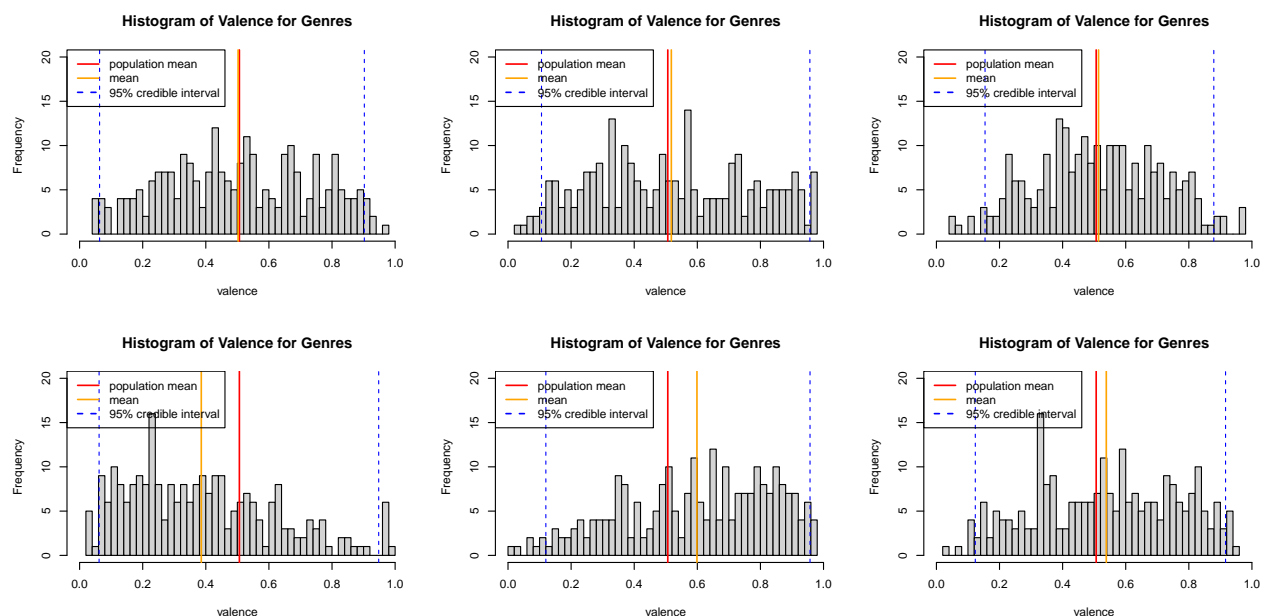 Histogram of Valence for Genres
Frequency
20
15
10
5
0
population mean
mean
95% credible interval
0.0 0.2 0.4 0.6 0.8 1.0
valence
Histogram of Valence for Genres
Frequency
20
15
10
5
0
population mean
mean
95% credible interval
0.0 0.2 0.4 0.6 0.8 1.0
valence
Histogram of Valence for Genres
Frequency
20
15
10
5
0
population mean
mean
95% credible interval
0.0 0.2 0.4 0.6 0.8 1.0
valence
Histogram of Valence for Genres
Frequency
20
15
10
5
0
population mean
mean
95% credible interval
0.0 0.2 0.4 0.6 0.8 1.0
valence
Histogram of Valence for Genres
Frequency
20
15
10
5
0
population mean
mean
95% credible interval
0.0 0.2 0.4 0.6 0.8 1.0
valence
Histogram of Valence for Genres
Frequency
20
15
10
5
0
population mean
mean
95% credible interval
0.0 0.2 0.4 0.6 0.8 1.0
valence